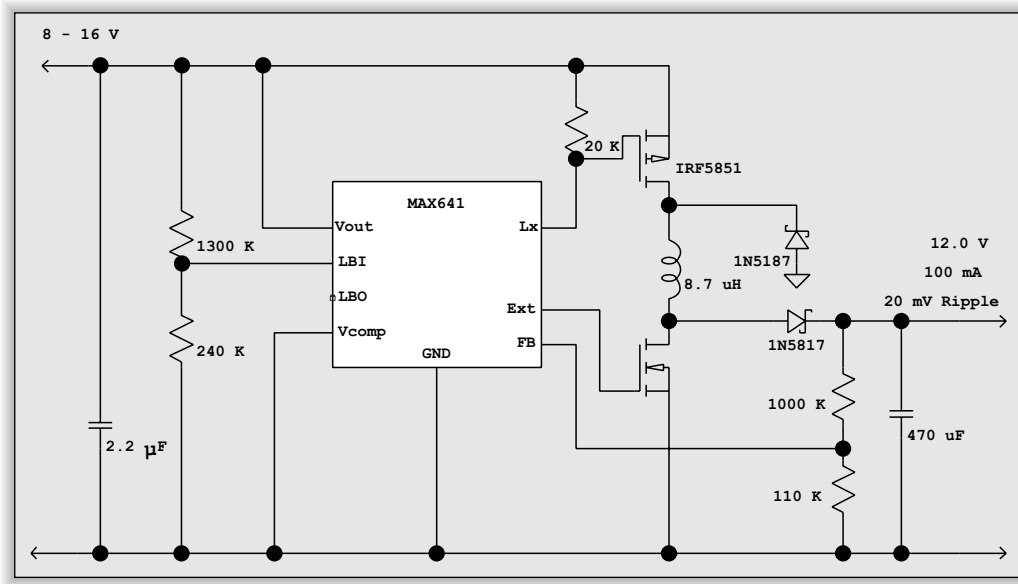 8 - 16 V
20 K
IRF5851
MAX641
Vout
Lx
1300 K
LBI
1N5187
12.0 V
8.7 uH
100 mA
LBO
20 mV Ripple
Ext
Vcomp
FB
1N5817
240 K
GND
1000 K
2.2 µF
470 uF
110 K